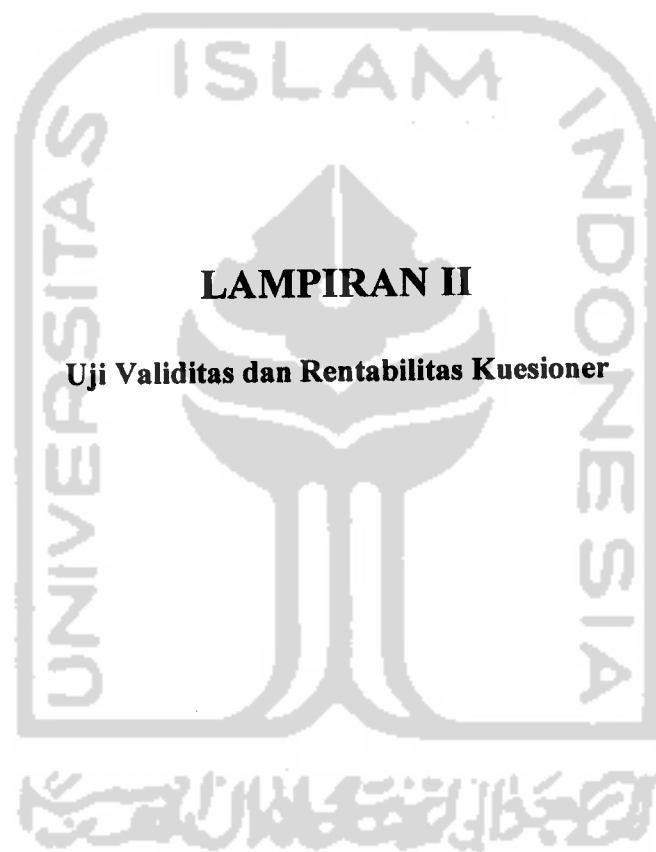 ISLAM
UNIVERSITAS
INDONESIA
LAMPIRAN II
Uji Validitas dan Rentabilitas Kuesioner